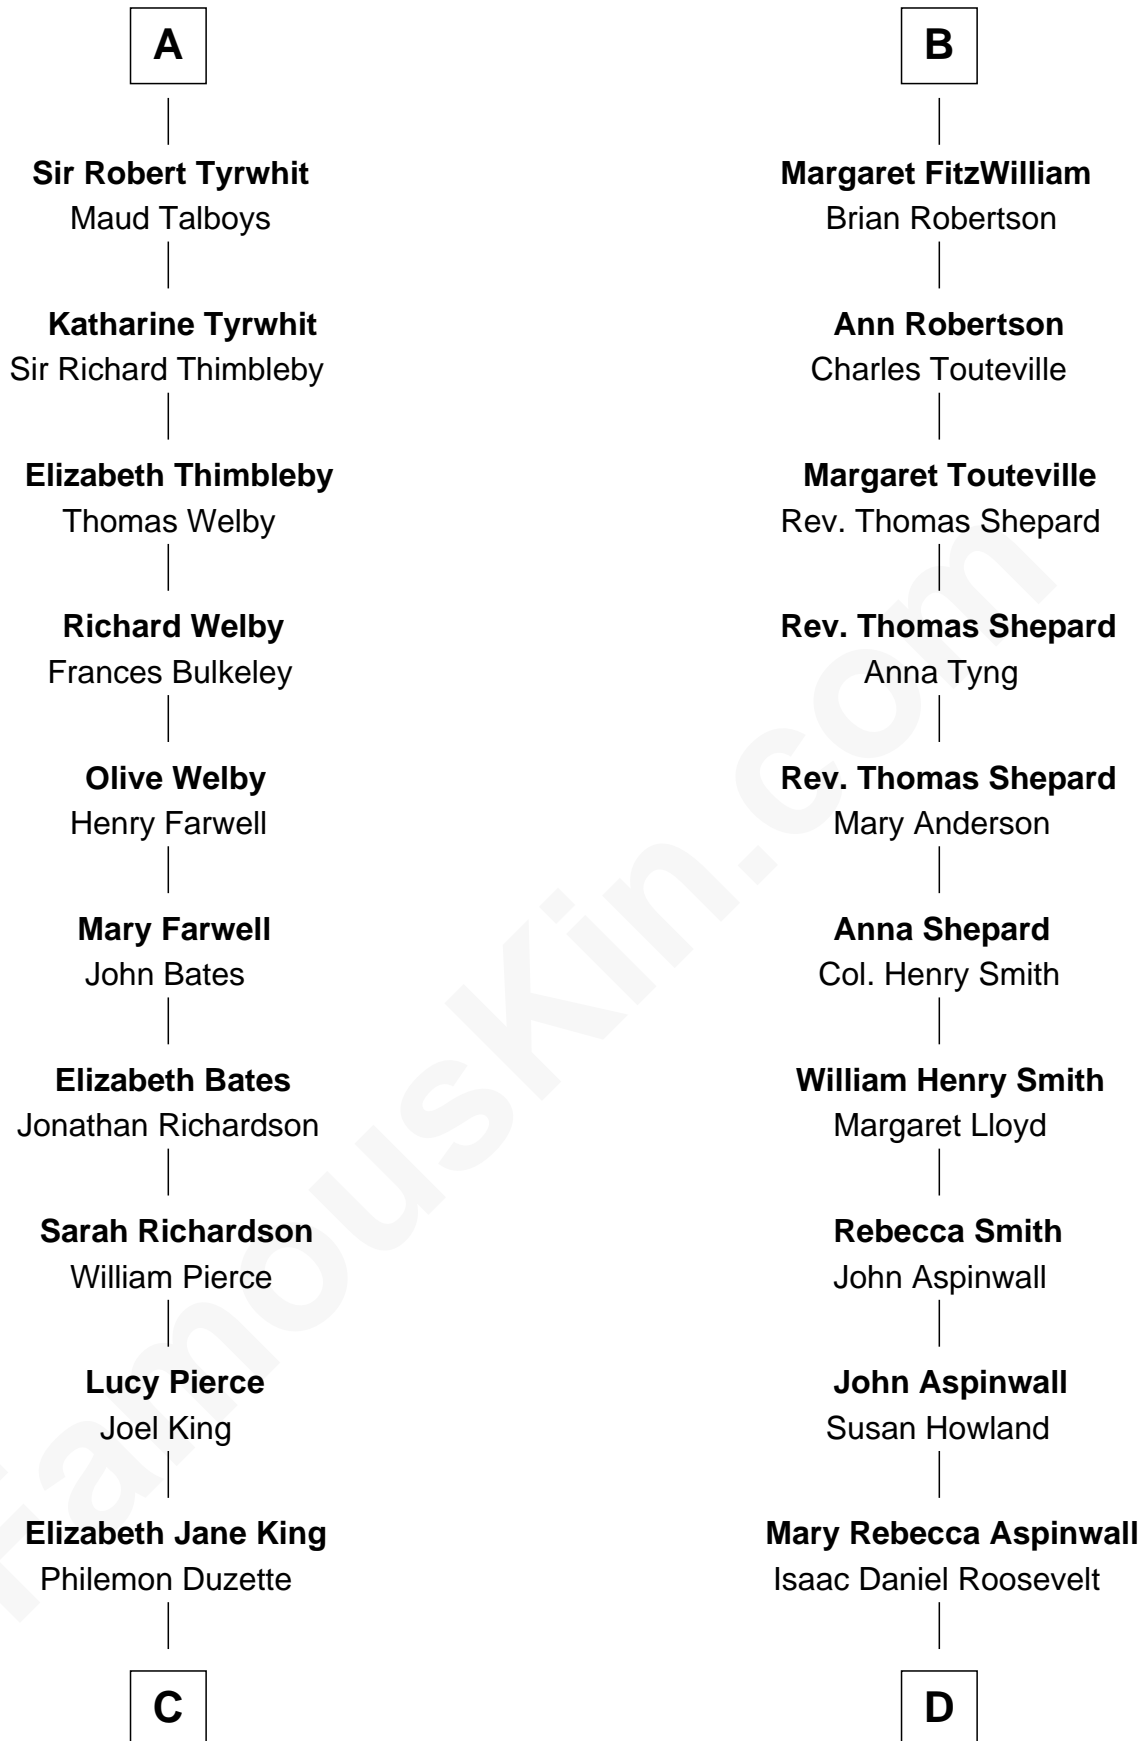 A
Sir Robert Tyrwhit
Maud Talboys
Katharine Tyrwhit
Sir Richard Thimbleby
Elizabeth Thimbleby
Thomas Welby
Richard Welby
Frances Bulkeley
Olive Welby
Henry Farwell
Mary Farwell
John Bates
Elizabeth Bates
Jonathan Richardson
Sarah Richardson
William Pierce
Lucy Pierce
Joel King
Elizabeth Jane King
Philemon Duzette
C
B
Margaret FitzWilliam
Brian Robertson
Ann Robertson
Charles Touteville
Margaret Touteville
Rev. Thomas Shepard
Rev. Thomas Shepard
Anna Tyng
Rev. Thomas Shepard
Mary Anderson
Anna Shepard
Col. Henry Smith
William Henry Smith
Margaret Lloyd
Rebecca Smith
John Aspinwall
John Aspinwall
Susan Howland
Mary Rebecca Aspinwall
Isaac Daniel Roosevelt
D
FamousKin.com